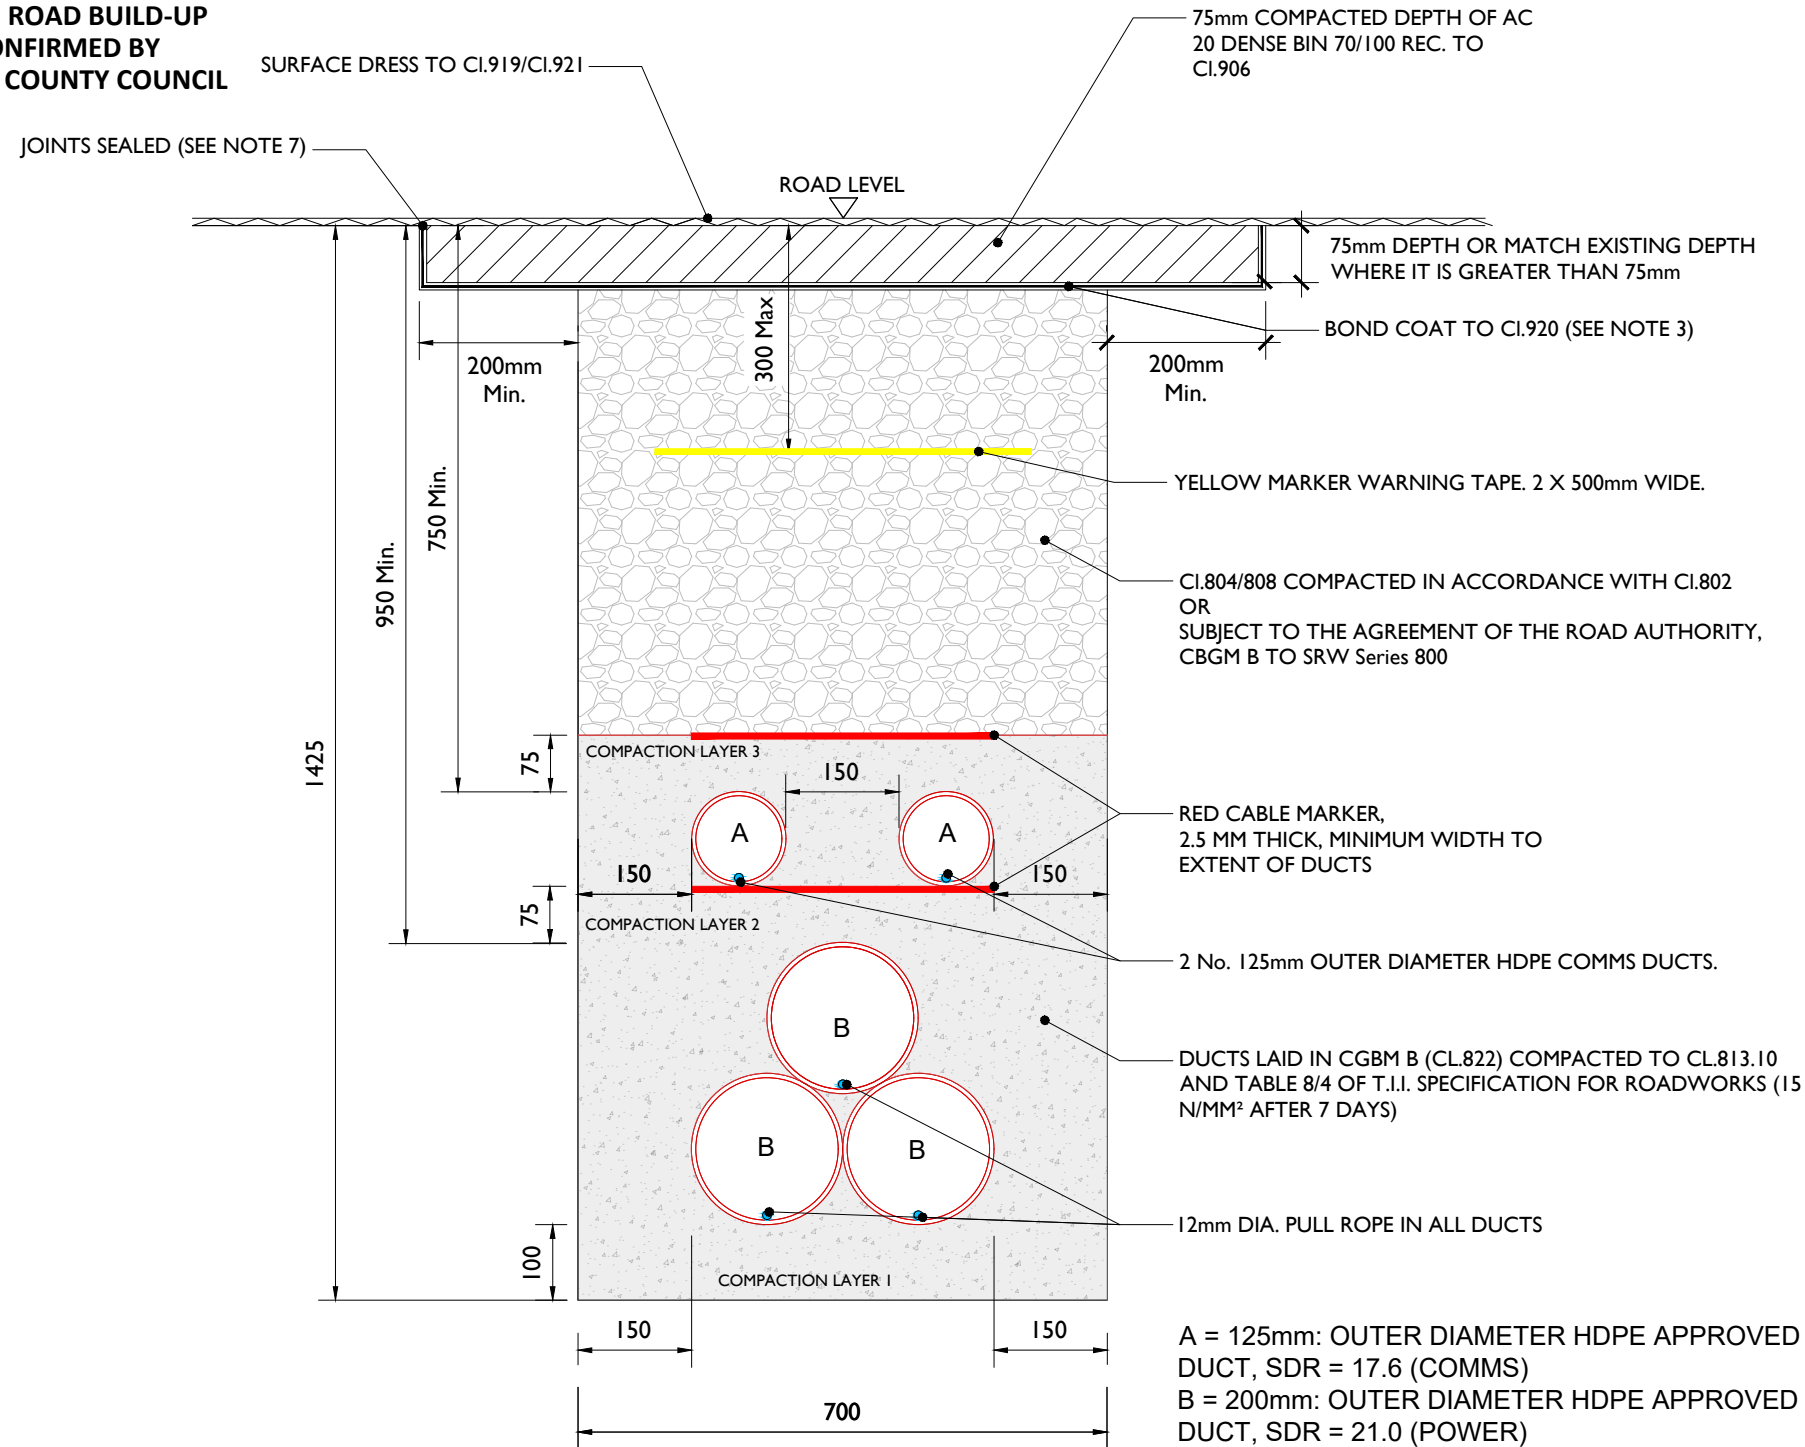 ROAD BUILD-UP
ONFIRMED BY
COUNTY COUNCIL
SURFACE DRESS TO Cl.919/Cl.921
75mm COMPACTED DEPTH OF AC
20 DENSE BIN 70/100 REC. TO
Cl.906
JOINTS SEALED (SEE NOTE 7)
ROAD LEVEL
75mm DEPTH OR MATCH EXISTING DEPTH
WHERE IT IS GREATER THAN 75mm
BOND COAT TO Cl.920 (SEE NOTE 3)
200mm
Min.
300 Max
200mm
Min.
YELLOW MARKER WARNING TAPE. 2 X 500mm WIDE.
750 Min.
950 Min.
Cl.804/808 COMPACTED IN ACCORDANCE WITH Cl.802
OR
SUBJECT TO THE AGREEMENT OF THE ROAD AUTHORITY,
CBGM B TO SRW Series 800
1425
75
COMPACTION LAYER 3
150
A
A
RED CABLE MARKER,
2.5 MM THICK, MINIMUM WIDTH TO
EXTENT OF DUCTS
150
150
75
COMPACTION LAYER 2
2 No. 125mm OUTER DIAMETER HDPE COMMS DUCTS.
B
DUCTS LAID IN CGBM B (CL.822) COMPACTED TO CL.813.10
AND TABLE 8/4 OF T.I.I. SPECIFICATION FOR ROADWORKS (15
N/MM² AFTER 7 DAYS)
B
B
12mm DIA. PULL ROPE IN ALL DUCTS
100
COMPACTION LAYER 1
150
150
700
A = 125mm: OUTER DIAMETER HDPE APPROVED
DUCT, SDR = 17.6 (COMMS)
B = 200mm: OUTER DIAMETER HDPE APPROVED
DUCT, SDR = 21.0 (POWER)